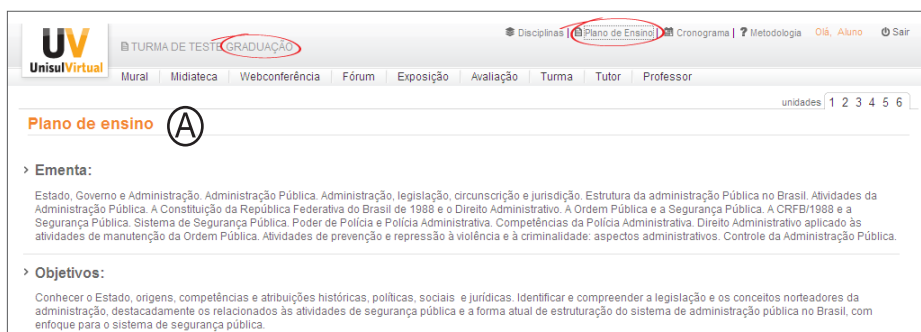 Disciplinas | Plano de Ensino | Cronograma | ? Metodologia Olá, Aluno Sair
UV
UnisulVirtual
TURMA DE TESTE GRADUAÇÃO
Mural Midiateca Webconferência Fórum Exposição Avaliação Turma Tutor Professor
unidades 1 2 3 4 5 6
Plano de ensino A
> Ementa:
Estado, Governo e Administração. Administração Pública. Administração, legislação, circunscrição e jurisdição. Estrutura da administração Pública no Brasil. Atividades da
Administração Pública. A Constituição da República Federativa do Brasil de 1988 e o Direito Administrativo. A Ordem Pública e a Segurança Pública. A CRFB/1988 e a
Segurança Pública. Sistema de Segurança Pública. Poder de Polícia e Polícia Administrativa. Competências da Polícia Administrativa. Direito Administrativo aplicado às
atividades de manutenção da Ordem Pública. Atividades de prevenção e repressão à violência e à criminalidade: aspectos administrativos. Controle da Administração Pública.
> Objetivos:
Conhecer o Estado, origens, competências e atribuições históricas, políticas, sociais e jurídicas. Identificar e compreender a legislação e os conceitos norteadores da
administração, destacadamente os relacionados às atividades de segurança pública e a forma atual de estruturação do sistema de administração pública no Brasil, com
enfoque para o sistema de segurança pública.